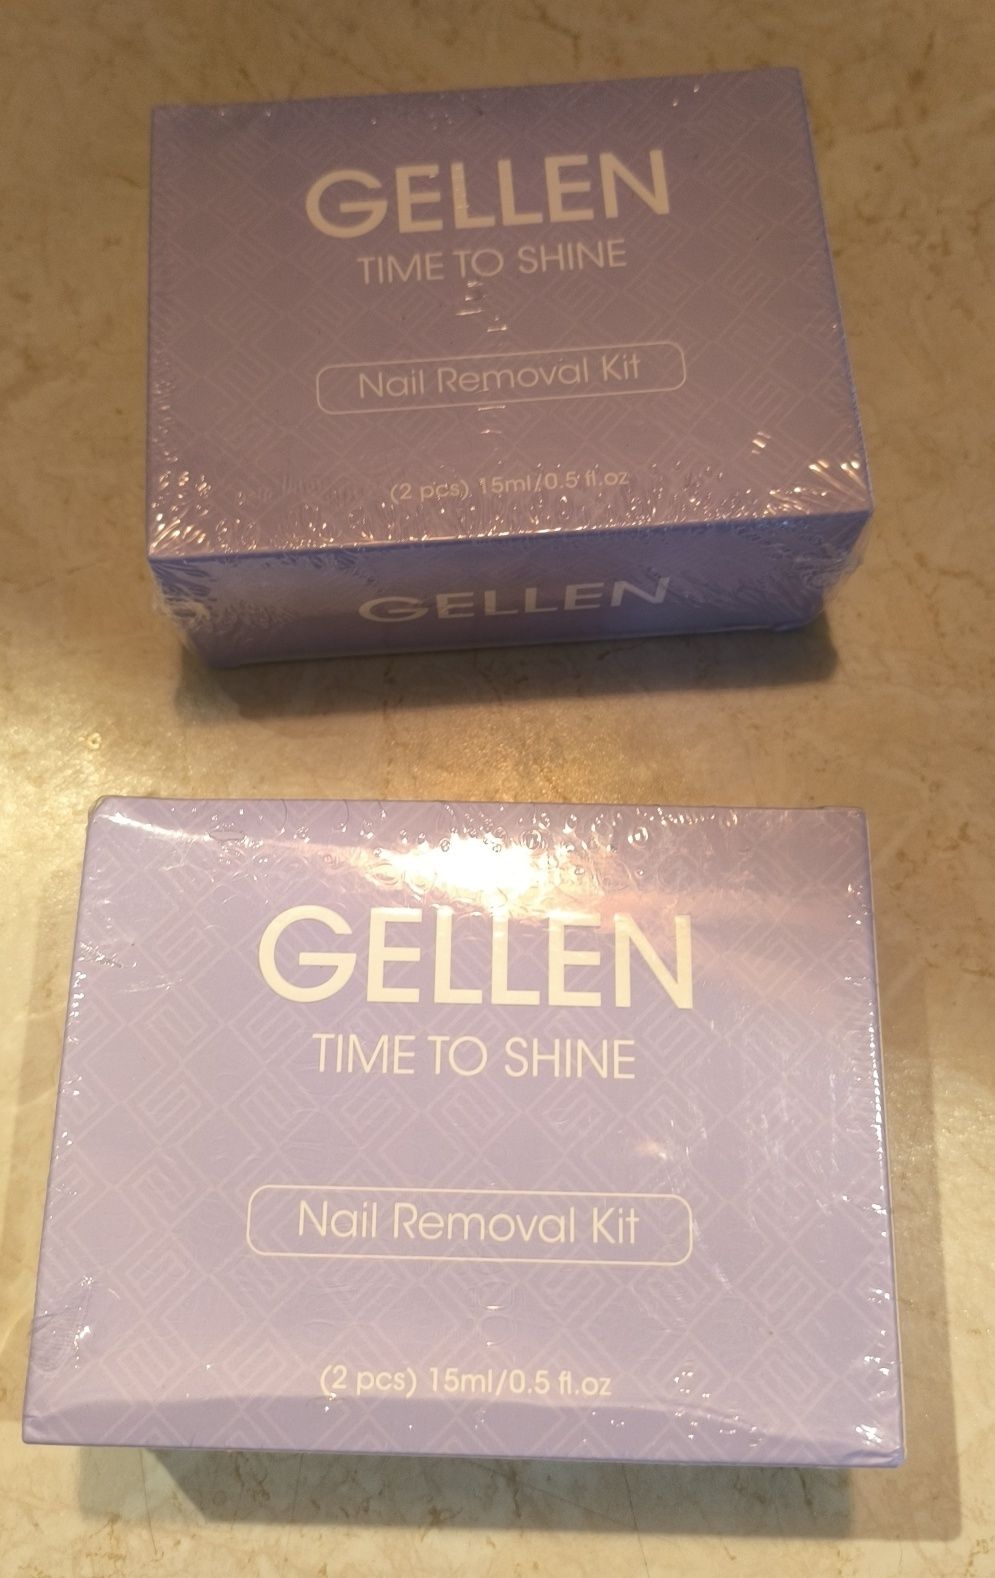 GELLEN
TIME TO SHINE
Nail Removal Kit
(2 pcs) 15ml/0.5 fl.oz
GELLEN
GELLEN
TIME TO SHINE
Nail Removal Kit
(2 pcs) 15ml/0.5 fl.oz